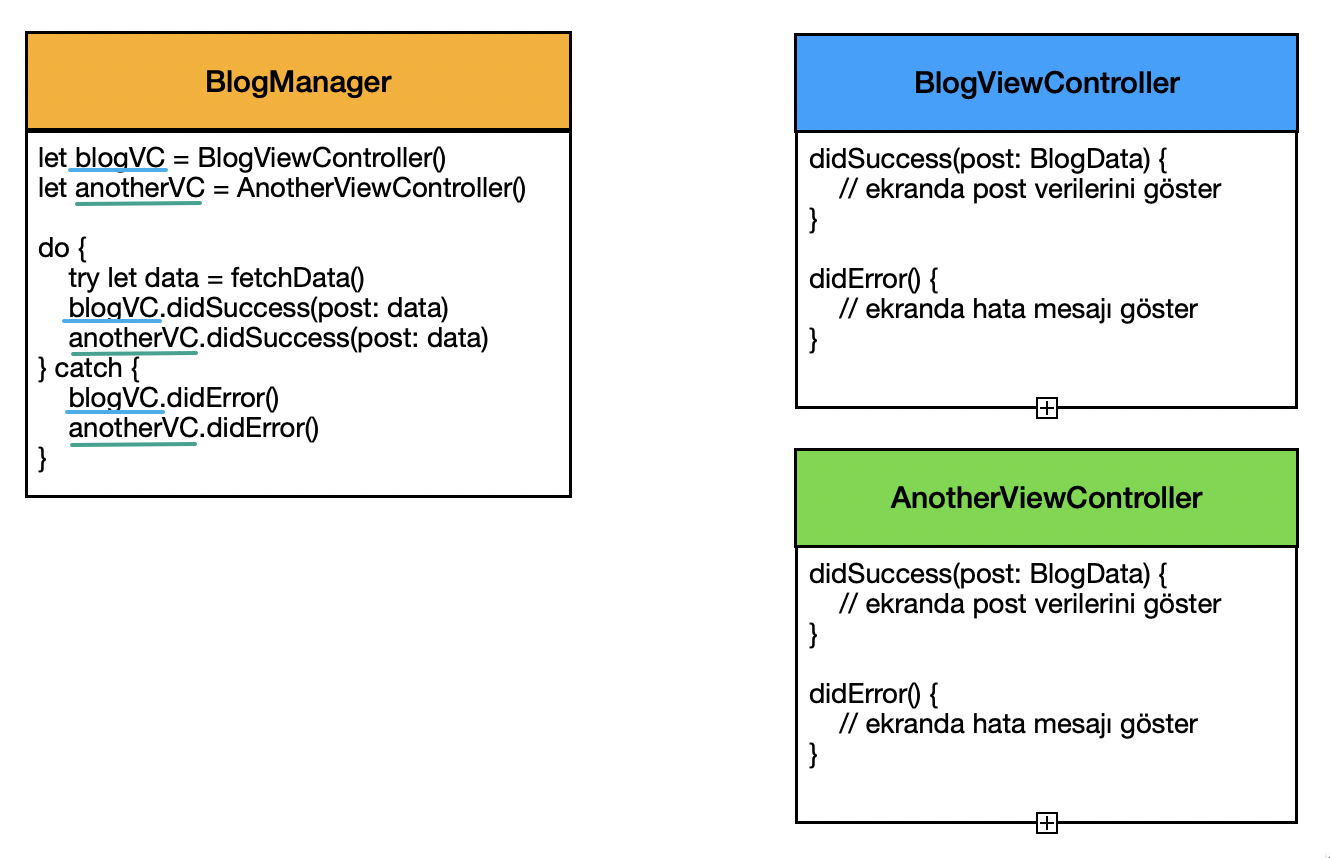 BlogManager
let blogVC = BlogViewController()
let anotherVC = AnotherViewController()
do {
try let data = fetchData()
blogVC.didSuccess(post: data)
anotherVC.didSuccess(post: data)
} catch {
blogVC.didError()
anotherVC.didError()
}
BlogViewController
didSuccess(post: BlogData) {
// ekranda post verilerini göster
}
didError() {
// ekranda hata mesajı göster
}
AnotherViewController
didSuccess(post: BlogData) {
// ekranda post verilerini göster
}
didError() {
// ekranda hata mesajı göster
}